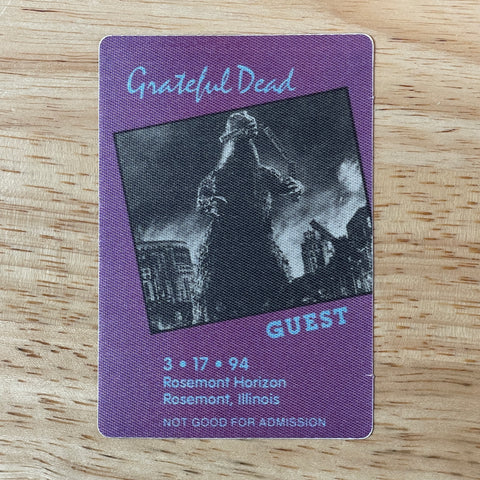 Grateful Dead
GUEST
3 • 17 • 94
Rosemont Horizon
Rosemont, Illinois
NOT GOOD FOR ADMISSION